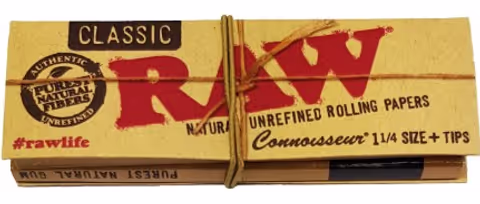 CLASSIC
AUTHENTIC
PUREST
NATURAL
FIBERS
UNREFINED
RAW
NATURAL UNREFINED ROLLING PAPERS
Connoisseur® 1 1/4 SIZE + TIPS
#rawlife
PUREST NATURAL GUM